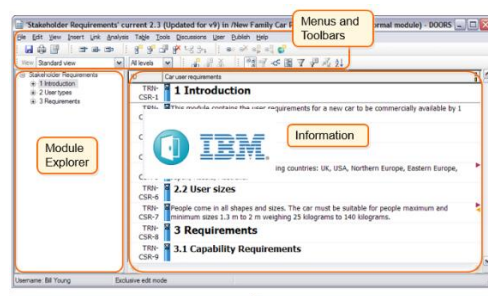 'Stakeholder Requirements' current 2.3 (Updated for v9) in /New Family Car
rmal module) - DOORS
Menus and
Toolbars
File Edit View Insert Link Analysis Table Tools Discussions User Publish Help
View Standard view
All levels
Stakeholder Requirements
1 Introduction
2 User types
3 Requirements
Module
Explorer
ID
Car user requirements
TRN-
CSR-1
1 Introduction
TRN-
This module contains the user requirements for a new car to be commercially available by 1
IBM.
Information
ing countries: UK, USA, Northern Europe, Eastern Europe,
TRN-
CSR-6
2.2 User sizes
TRN-
CSR-7
People come in all shapes and sizes. The car must be suitable for people maximum and
minimum sizes 1.3 m to 2 m weighing 25 kilograms to 140 kilograms.
TRN-
CSR-8
3 Requirements
TRN-
CSR-9
3.1 Capability Requirements
Username: Bill Young
Exclusive edit mode